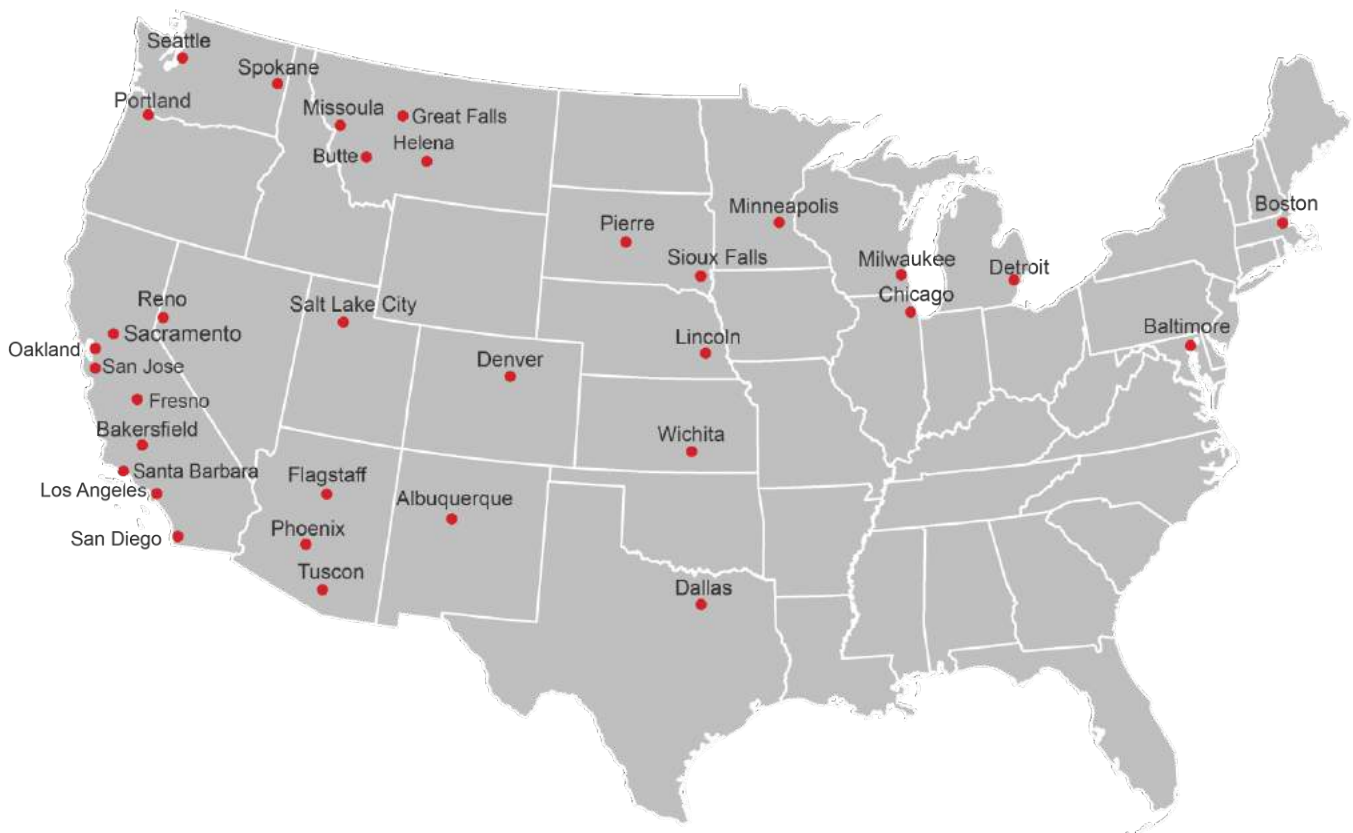 Seattle
Spokane
Portland
Missoula
Great Falls
Helena
Butte
Minneapolis
Boston
Pierre
Sioux Falls
Milwaukee
Detroit
Chicago
Reno
Salt Lake City
Sacramento
Baltimore
Oakland
Lincoln
San Jose
Denver
Fresno
Bakersfield
Wichita
Santa Barbara
Flagstaff
Los Angeles
Albuquerque
Phoenix
San Diego
Tuscon
Dallas